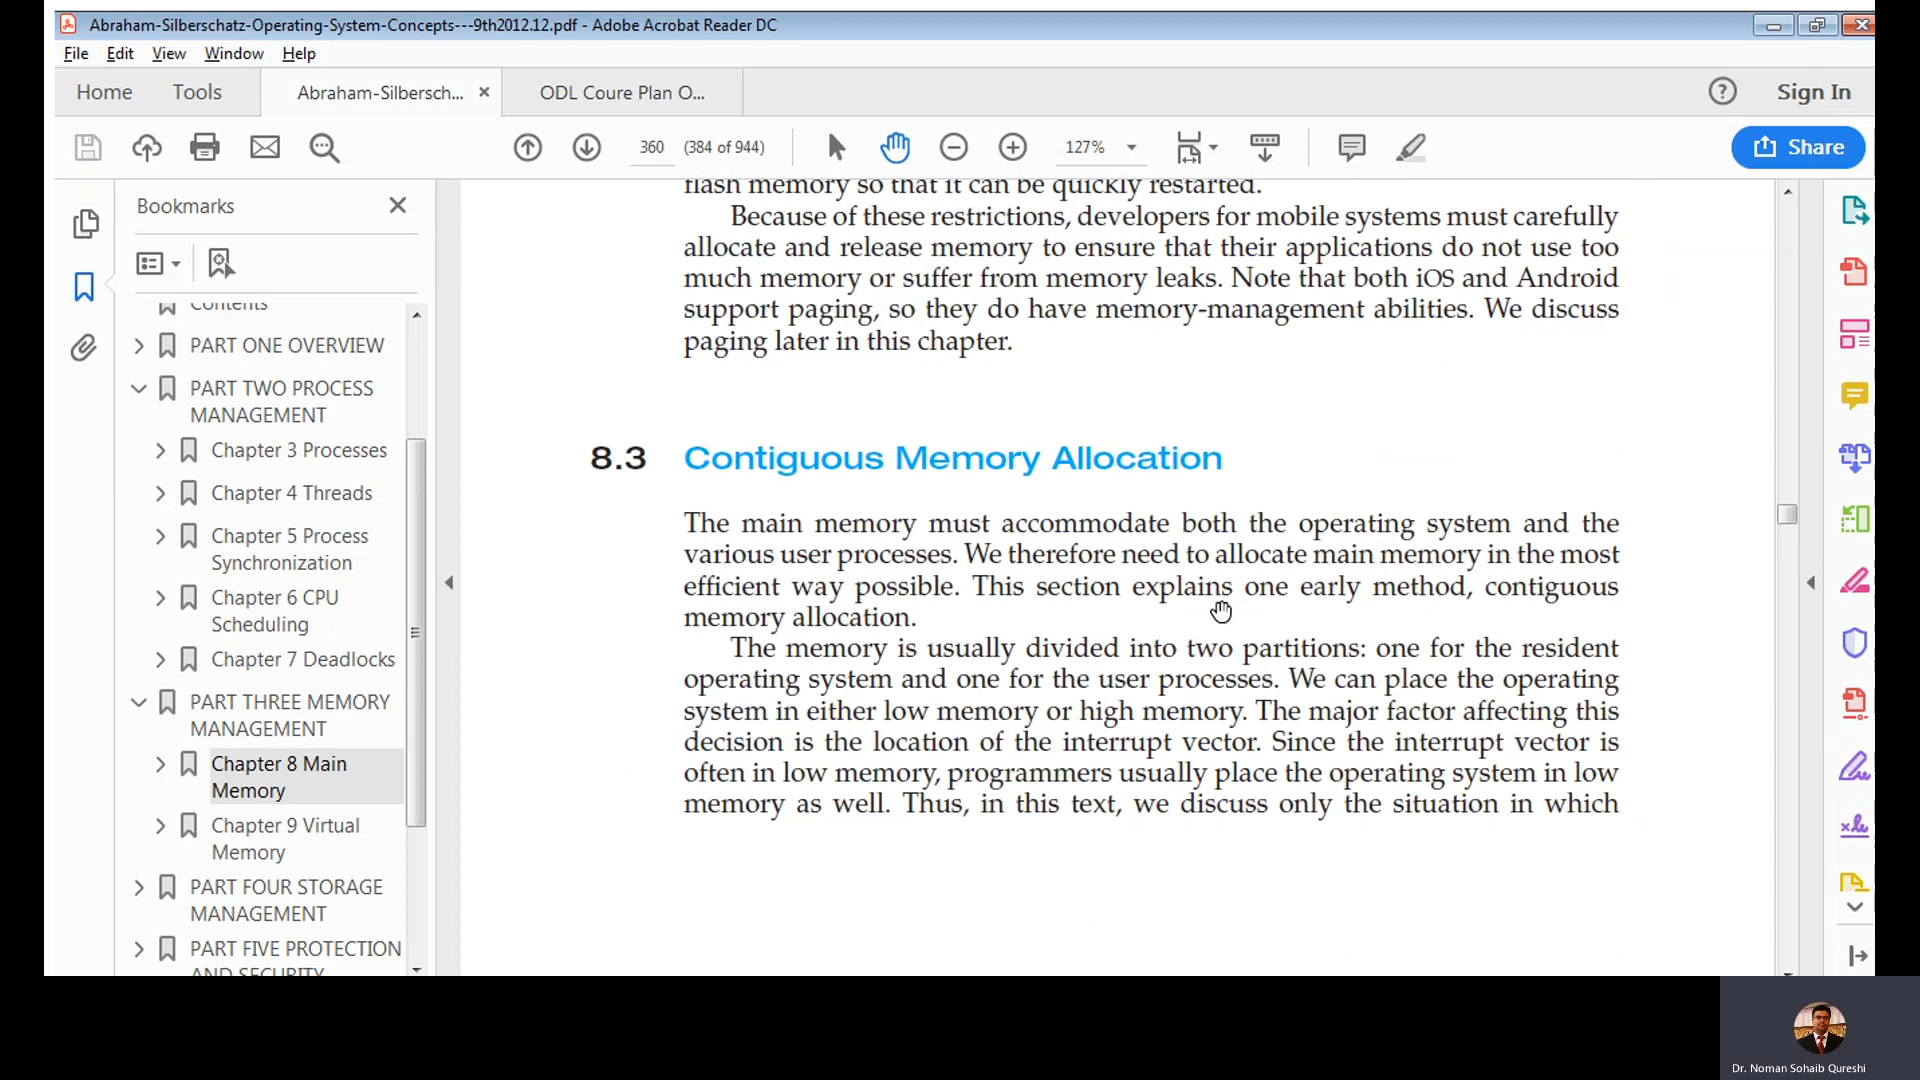 Abraham-Silberschatz-Operating-System-Concepts---9th2012.12.pdf - Adobe Acrobat Reader DC
File Edit View Window Help
Home Tools Abraham-Silbersch... × ODL Coure Plan O... ? Sign In
360 (384 of 944) 127% Share
Bookmarks
Contents
PART ONE OVERVIEW
PART TWO PROCESS
MANAGEMENT
Chapter 3 Processes
Chapter 4 Threads
Chapter 5 Process
Synchronization
Chapter 6 CPU
Scheduling
Chapter 7 Deadlocks
PART THREE MEMORY
MANAGEMENT
Chapter 8 Main
Memory
Chapter 9 Virtual
Memory
PART FOUR STORAGE
MANAGEMENT
PART FIVE PROTECTION
AND SECURITY
flash memory so that it can be quickly restarted.
Because of these restrictions, developers for mobile systems must carefully
allocate and release memory to ensure that their applications do not use too
much memory or suffer from memory leaks. Note that both iOS and Android
support paging, so they do have memory-management abilities. We discuss
paging later in this chapter.
8.3 Contiguous Memory Allocation
The main memory must accommodate both the operating system and the
various user processes. We therefore need to allocate main memory in the most
efficient way possible. This section explains one early method, contiguous
memory allocation.
The memory is usually divided into two partitions: one for the resident
operating system and one for the user processes. We can place the operating
system in either low memory or high memory. The major factor affecting this
decision is the location of the interrupt vector. Since the interrupt vector is
often in low memory, programmers usually place the operating system in low
memory as well. Thus, in this text, we discuss only the situation in which
Dr. Noman Sohaib Qureshi